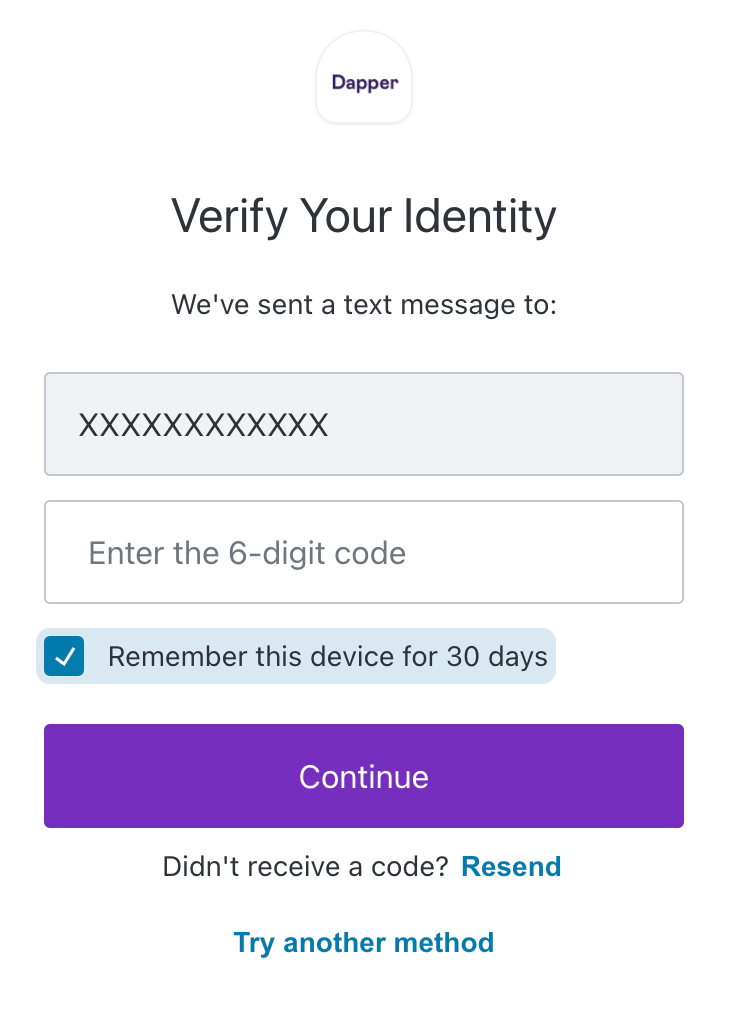 Dapper
Verify Your Identity
We've sent a text message to:
XXXXXXXXXXXX
Enter the 6-digit code
Remember this device for 30 days
Continue
Didn't receive a code? Resend
Try another method